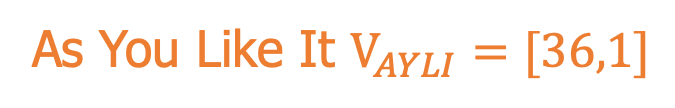 As You Like It V_AYLI = [36,1]